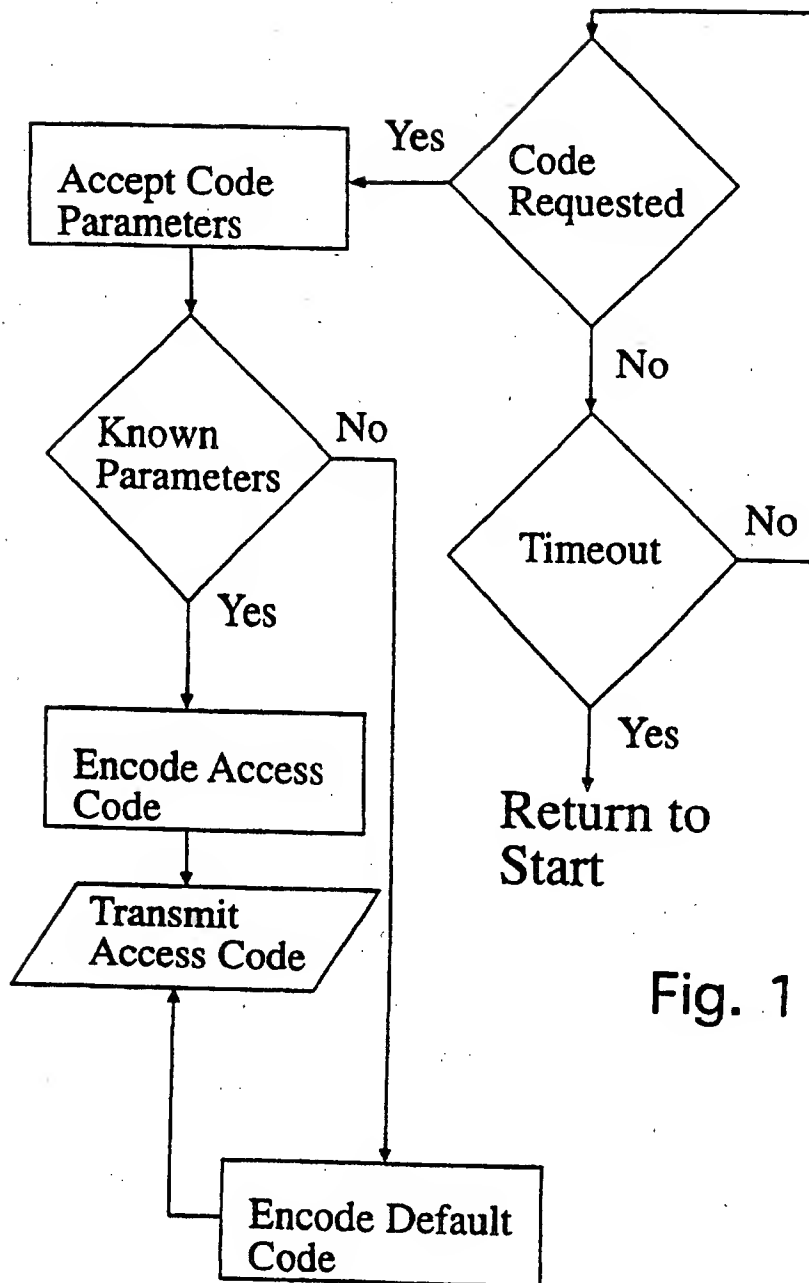 Yes
Code
Requested
Accept Code
Parameters
No
Known
Parameters
No
Timeout
No
Yes
Yes
Encode Access
Code
Return to
Start
Transmit
Access Code
Fig. 1
Encode Default
Code